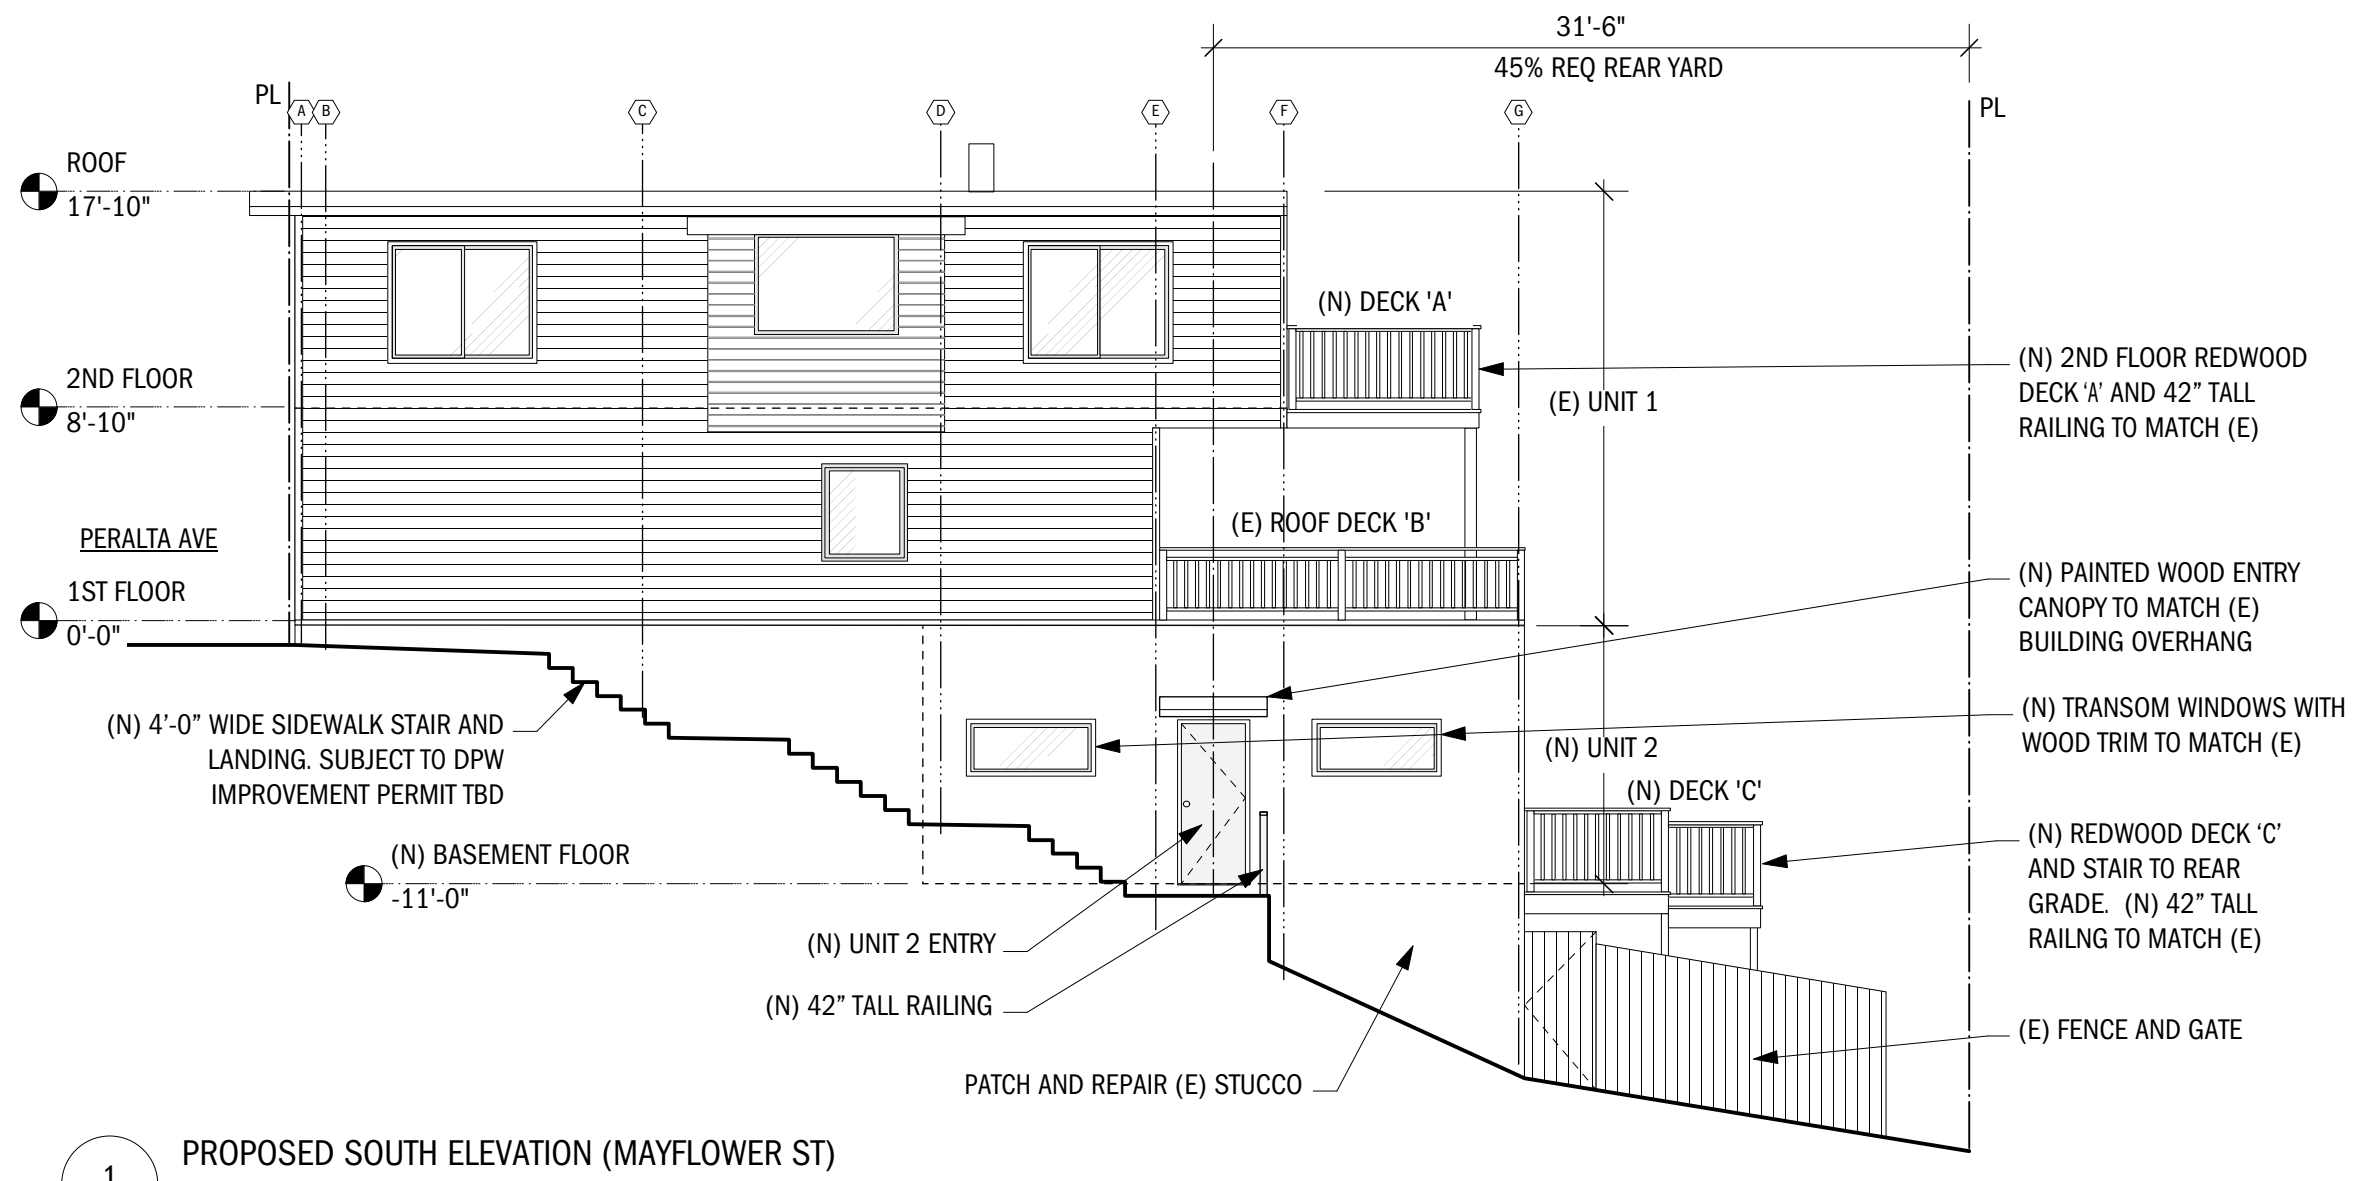 31'-6"
45% REQ REAR YARD
PL
A
B
C
D
E
F
G
PL
ROOF
17'-10"
(N) DECK 'A'
(N) 2ND FLOOR REDWOOD
DECK ‘A’ AND 42” TALL
RAILING TO MATCH (E)
2ND FLOOR
8'-10"
(E) UNIT 1
(E) ROOF DECK 'B'
PERALTA AVE
1ST FLOOR
0'-0"
(N) PAINTED WOOD ENTRY
CANOPY TO MATCH (E)
BUILDING OVERHANG
(N) 4’-0” WIDE SIDEWALK STAIR AND
LANDING. SUBJECT TO DPW
IMPROVEMENT PERMIT TBD
(N) TRANSOM WINDOWS WITH
WOOD TRIM TO MATCH (E)
(N) UNIT 2
(N) DECK 'C'
(N) REDWOOD DECK ‘C’
AND STAIR TO REAR
GRADE. (N) 42” TALL
RAILNG TO MATCH (E)
(N) BASEMENT FLOOR
-11'-0"
(N) UNIT 2 ENTRY
(N) 42” TALL RAILING
(E) FENCE AND GATE
PATCH AND REPAIR (E) STUCCO
1
PROPOSED SOUTH ELEVATION (MAYFLOWER ST)